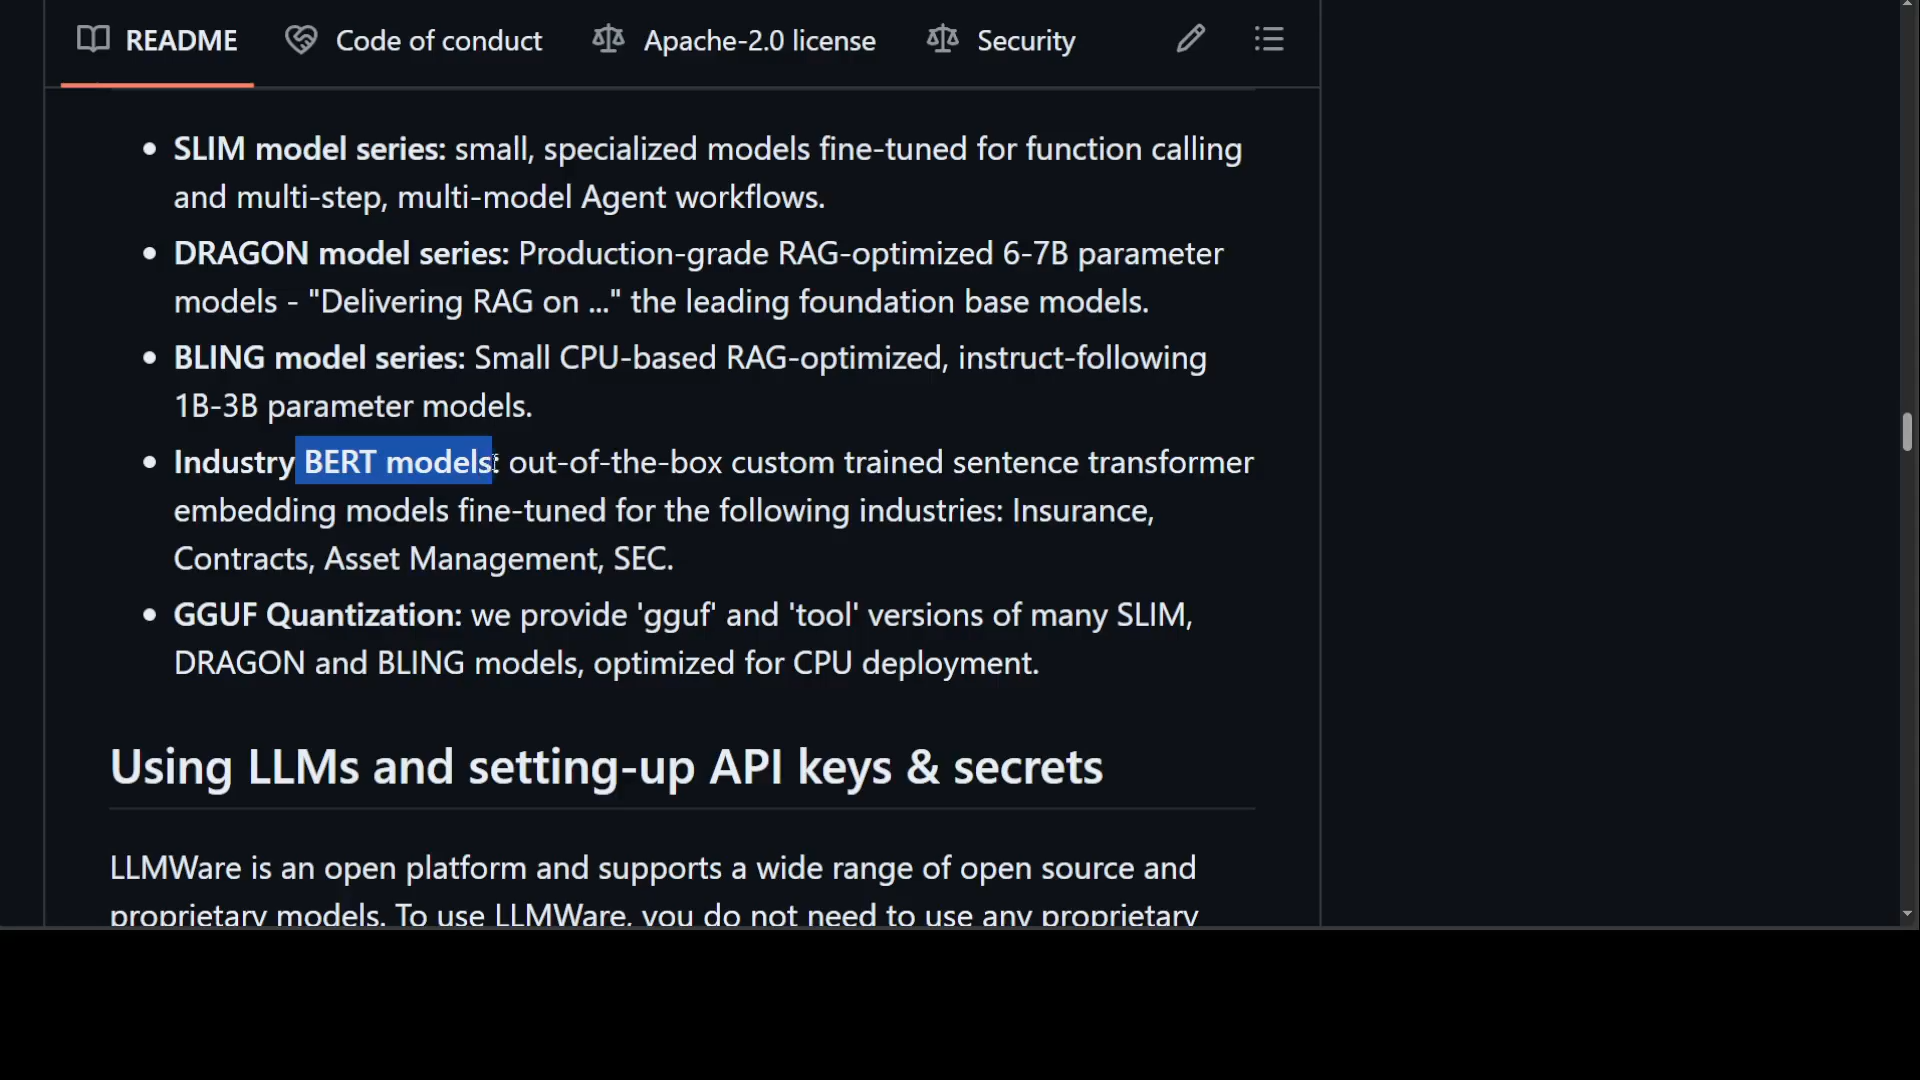 README Code of conduct Apache-2.0 license Security
• SLIM model series: small, specialized models fine-tuned for function calling
and multi-step, multi-model Agent workflows.
• DRAGON model series: Production-grade RAG-optimized 6-7B parameter
models - "Delivering RAG on ..." the leading foundation base models.
• BLING model series: Small CPU-based RAG-optimized, instruct-following
1B-3B parameter models.
• Industry BERT models: out-of-the-box custom trained sentence transformer
embedding models fine-tuned for the following industries: Insurance,
Contracts, Asset Management, SEC.
• GGUF Quantization: we provide 'gguf' and 'tool' versions of many SLIM,
DRAGON and BLING models, optimized for CPU deployment.
Using LLMs and setting-up API keys & secrets
LLMWare is an open platform and supports a wide range of open source and
proprietary models. To use LLMWare, you do not need to use any proprietary